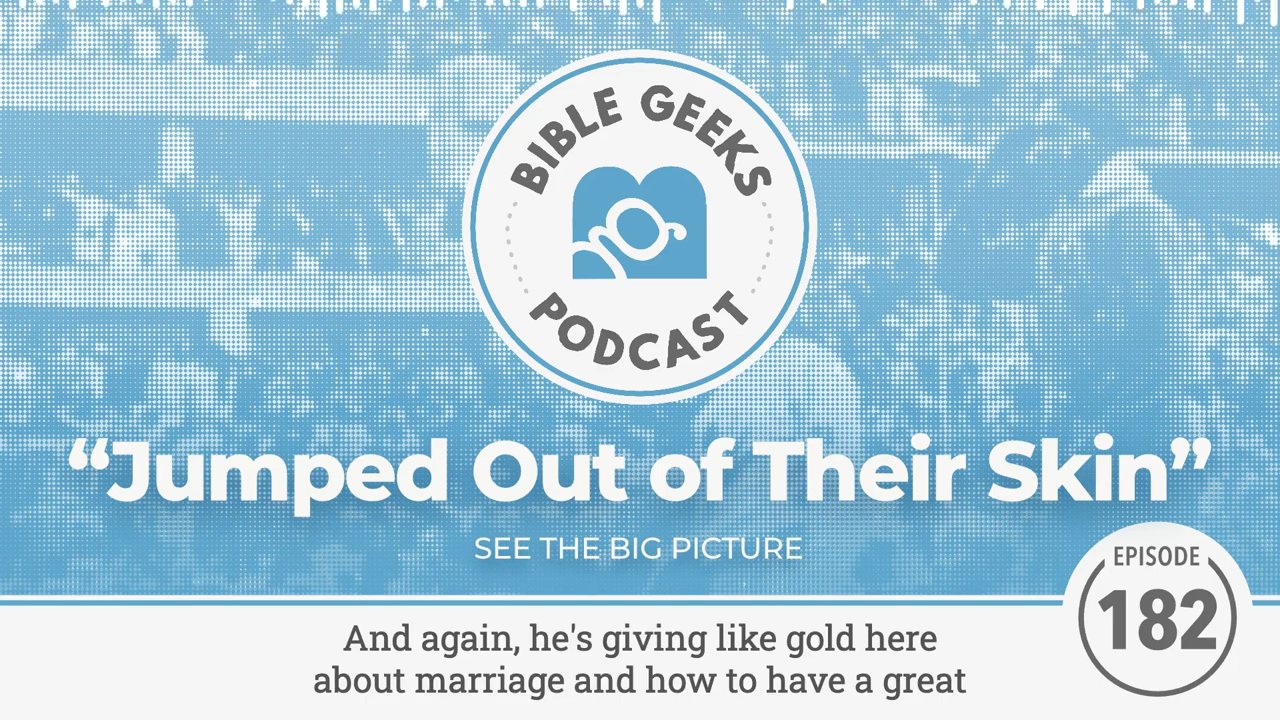 BIBLE GEEKS
PODCAST
“Jumped Out of Their Skin”
SEE THE BIG PICTURE
EPISODE
182
And again, he's giving like gold here
about marriage and how to have a great